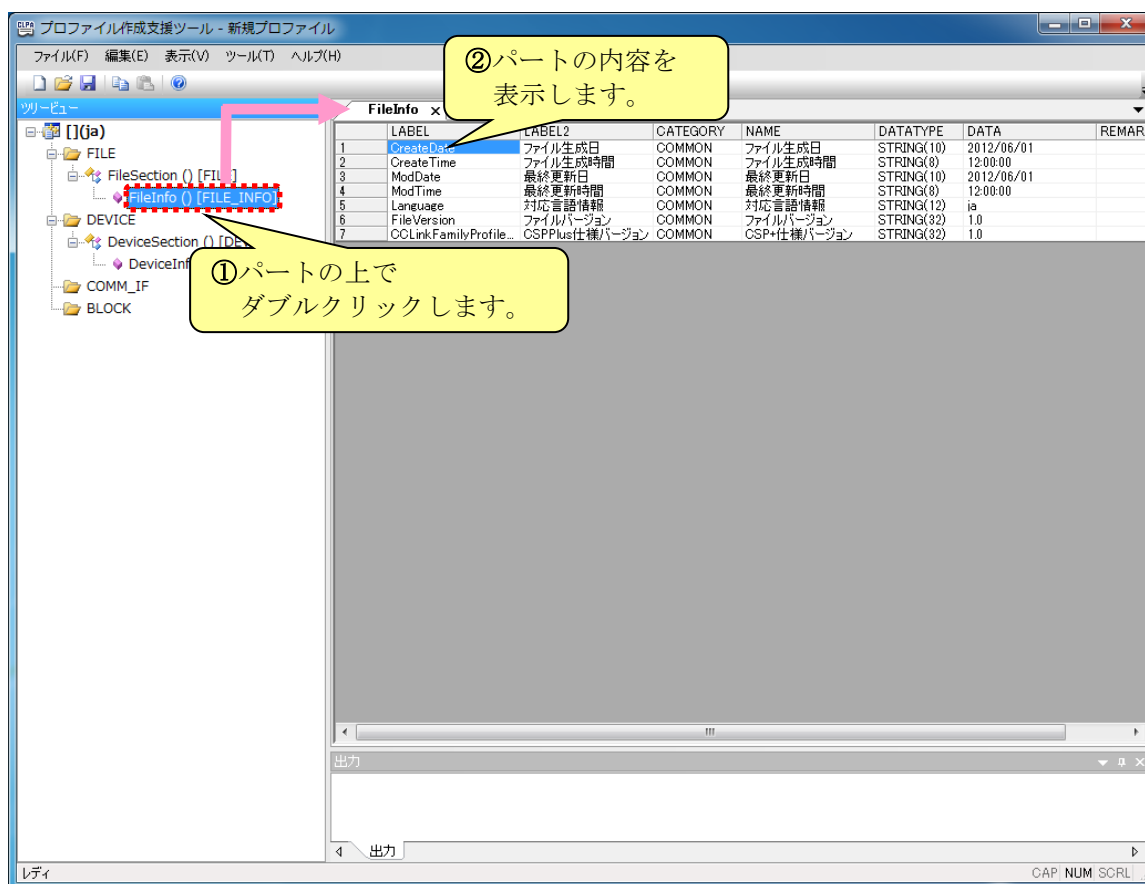 プロファイル作成支援ツール - 新規プロファイル
ファイル(F) 編集(E) 表示(V) ツール(T) ヘルプ(H)
②パートの内容を
表示します。
ツリービュー
[](ja)
FILE
FileSection () [FILE]
FileInfo () [FILE_INFO]
DEVICE
DeviceSection () [DE
DeviceInf
COMM_IF
BLOCK
①パートの上で
ダブルクリックします。
FileInfo x
LABEL LABEL2 CATEGORY NAME DATATYPE DATA REMAR
1 CreateDate ファイル生成日 COMMON ファイル生成日 STRING(10) 2012/06/01
2 CreateTime ファイル生成時間 COMMON ファイル生成時間 STRING(8) 12:00:00
3 ModDate 最終更新日 COMMON 最終更新日 STRING(10) 2012/06/01
4 ModTime 最終更新時間 COMMON 最終更新時間 STRING(8) 12:00:00
5 Language 対応言語情報 COMMON 対応言語情報 STRING(12) ja
6 FileVersion ファイルバージョン COMMON ファイルバージョン STRING(32) 1.0
7 CCLinkFamilyProfile... CSPPlus仕様バージョン COMMON CSP+仕様バージョン STRING(32) 1.0
出力
出力
レディ
CAP NUM SCRL